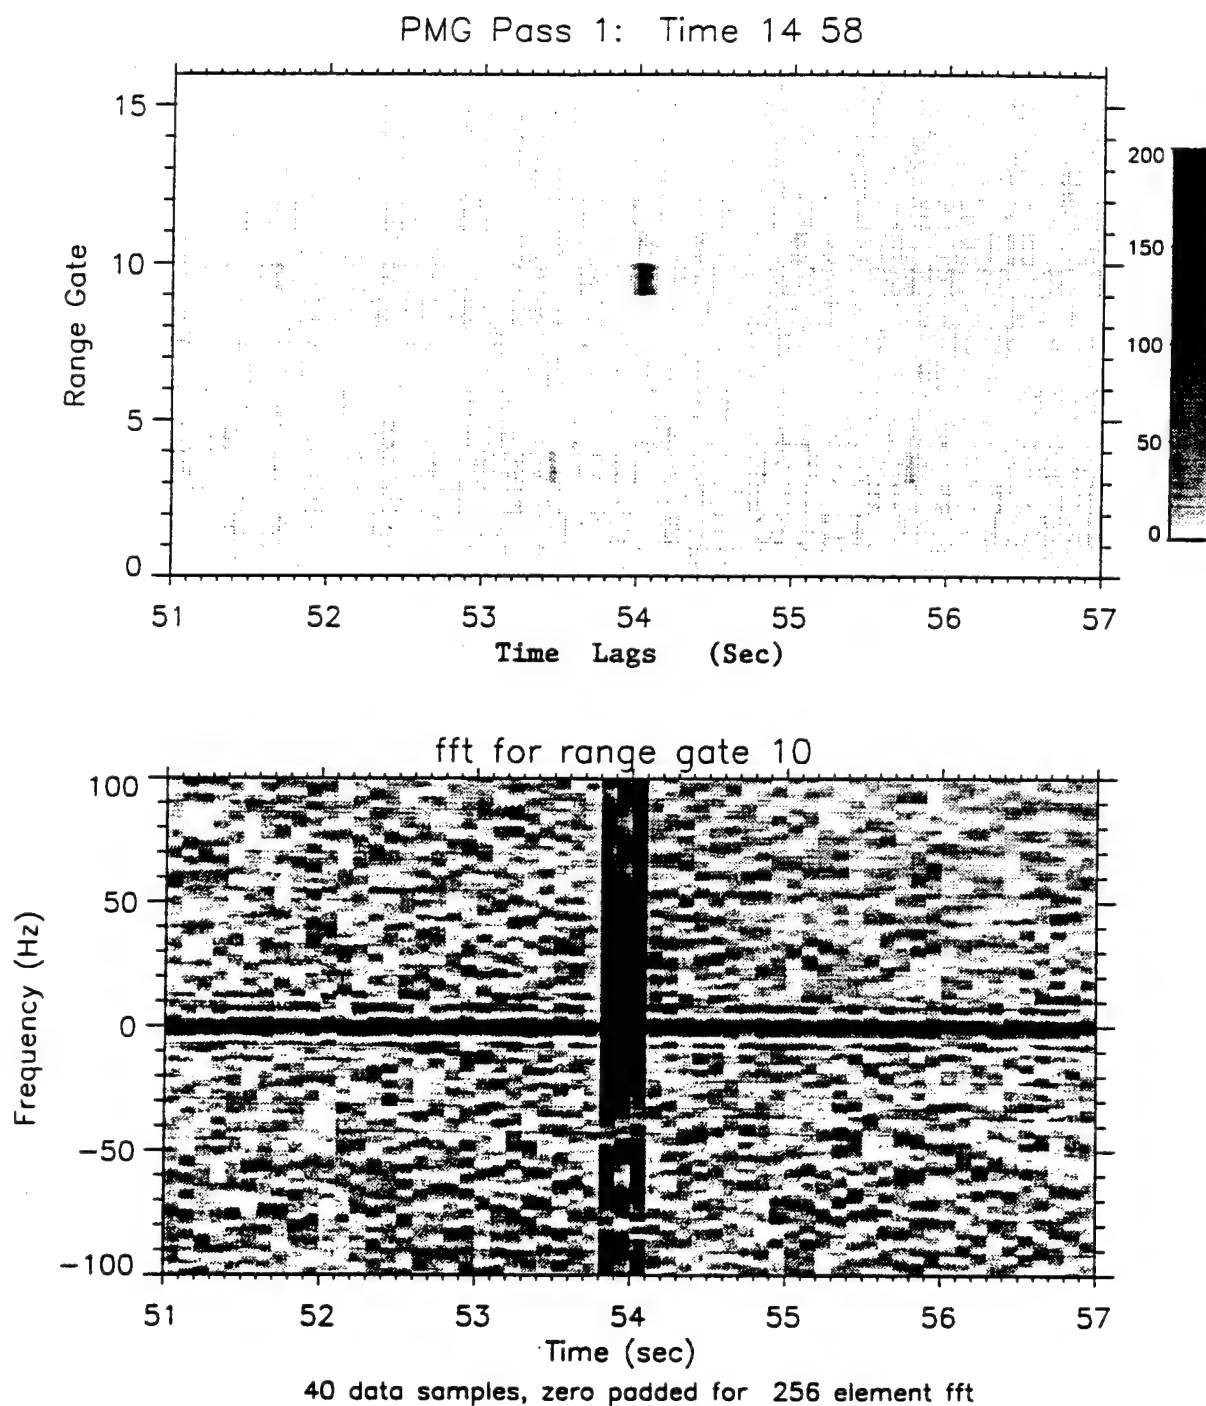 PMG Pass 1: Time 14 58
15
10
5
0
Range Gate
200
150
100
50
0
51 52 53 54 55 56 57
Time Lags (Sec)
fft for range gate 10
100
50
0
-50
-100
Frequency (Hz)
51 52 53 54 55 56 57
Time (sec)
40 data samples, zero padded for 256 element fft